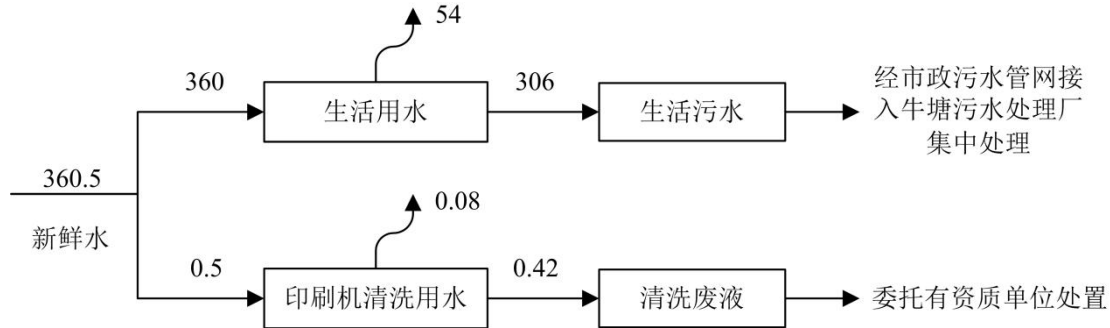 54
360
生活用水
306
生活污水
经市政污水管网接
入牛塘污水处理厂
集中处理
360.5
新鲜水
0.08
0.5
印刷机清洗用水
0.42
清洗废液
委托有资质单位处置